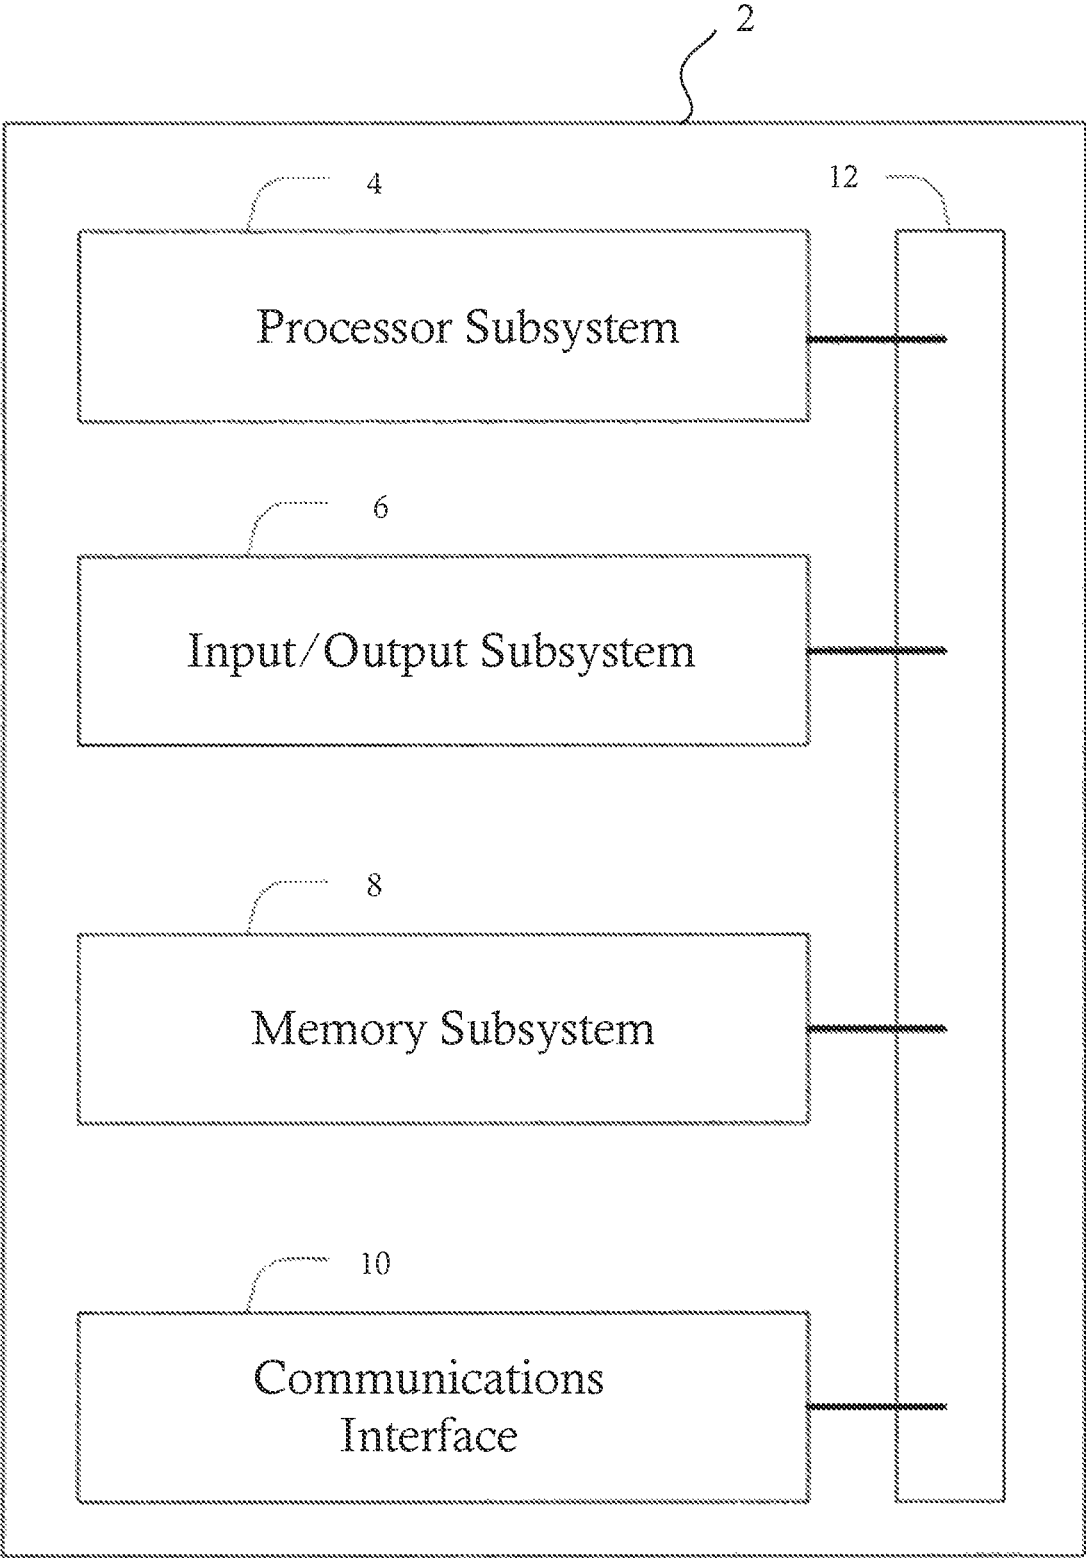 2
4
12
Processor Subsystem
6
Input/Output Subsystem
8
Memory Subsystem
10
Communications
Interface